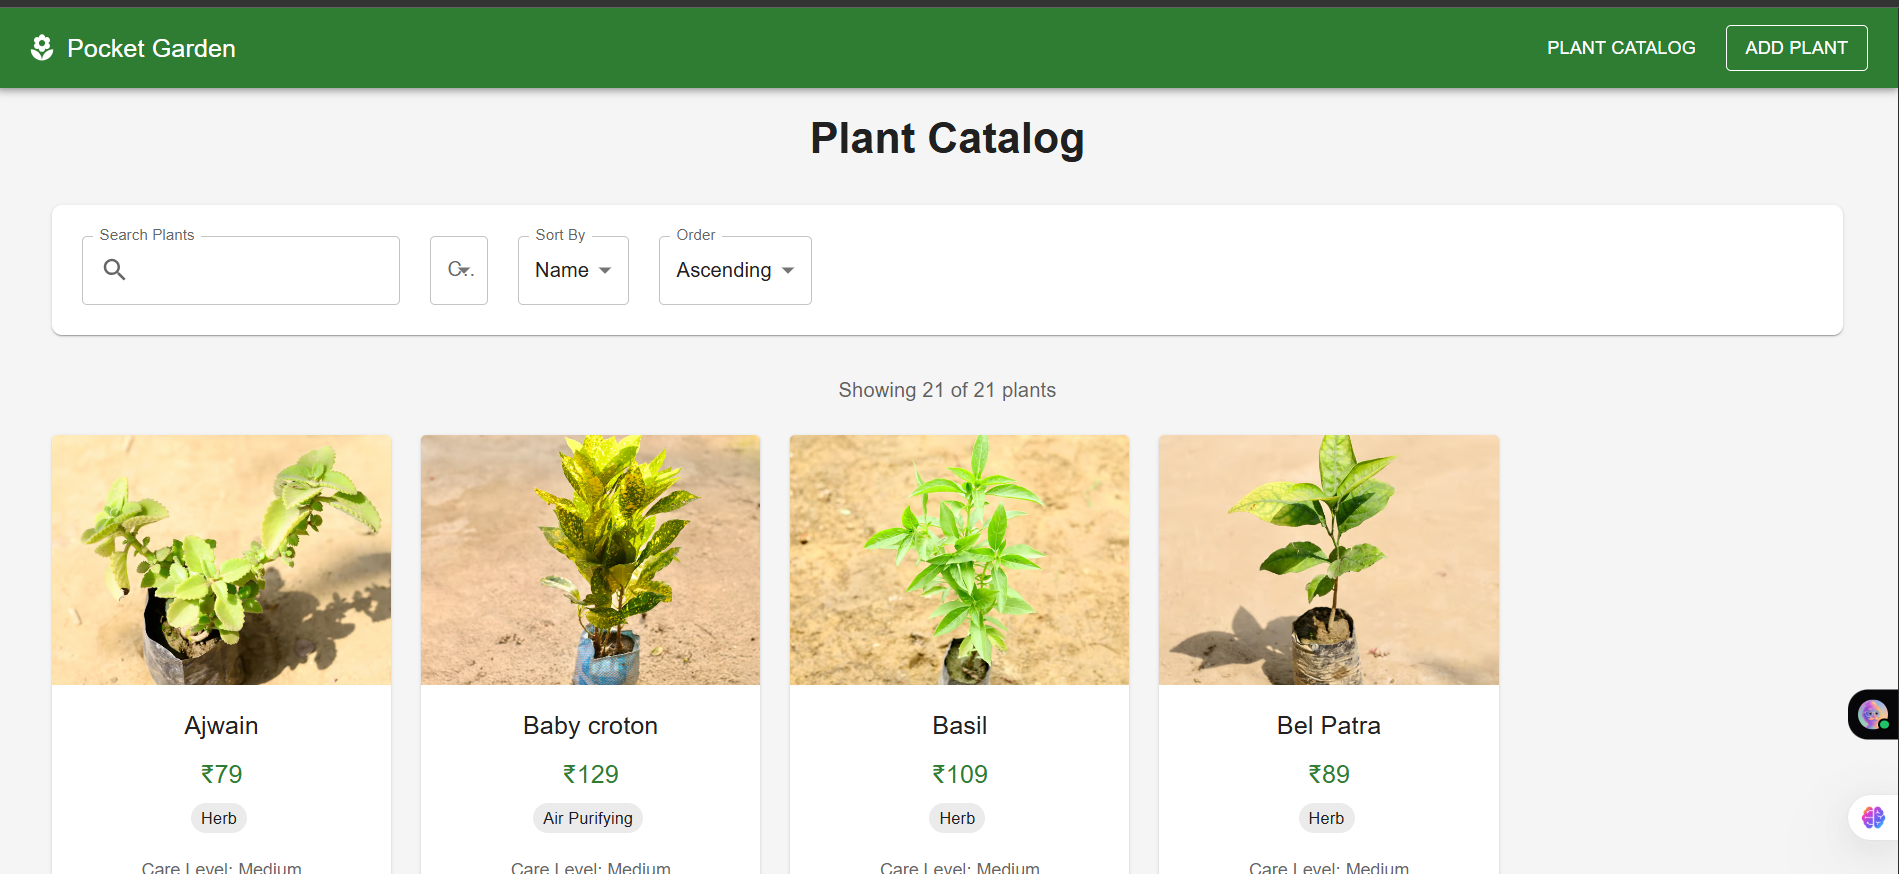 Pocket Garden
PLANT CATALOG
ADD PLANT
Plant Catalog
Search Plants
C...
Sort By
Name
Order
Ascending
Showing 21 of 21 plants
Ajwain
₹79
Herb
Care Level: Medium
Baby croton
₹129
Air Purifying
Care Level: Medium
Basil
₹109
Herb
Care Level: Medium
Bel Patra
₹89
Herb
Care Level: Medium